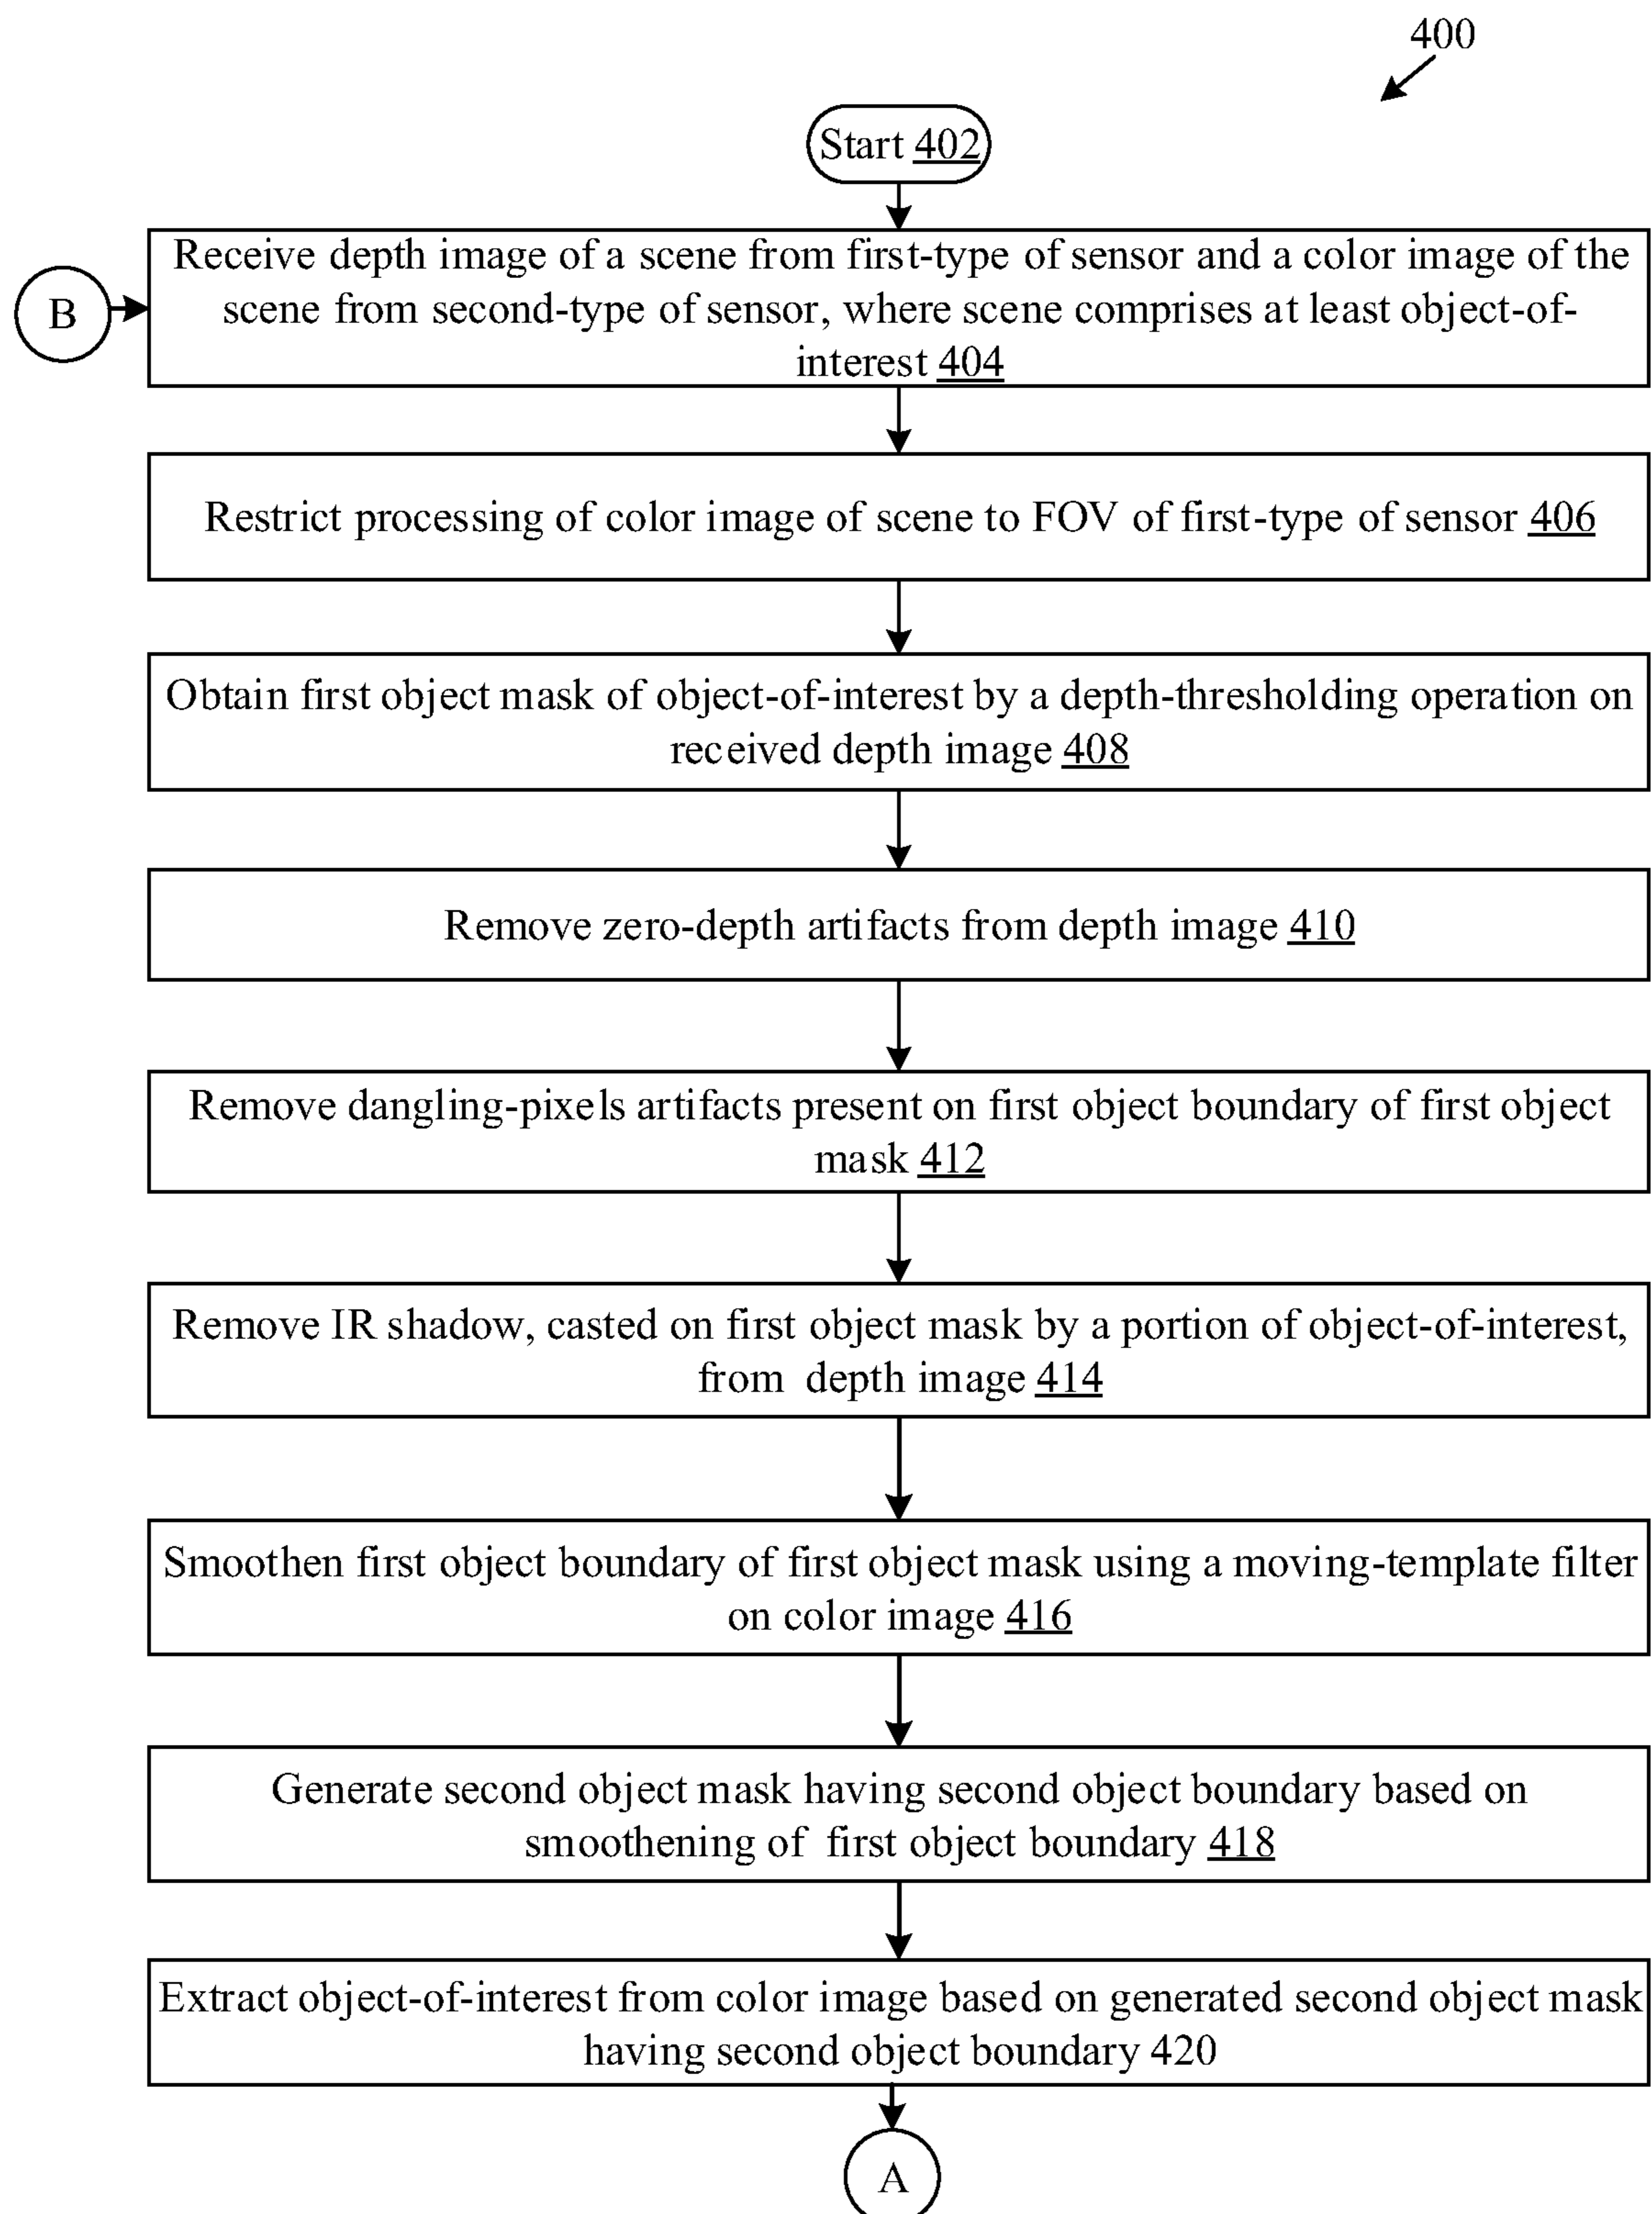 400
Start 402
B
Receive depth image of a scene from first-type of sensor and a color image of the
scene from second-type of sensor, where scene comprises at least object-of-
interest 404
Restrict processing of color image of scene to FOV of first-type of sensor 406
Obtain first object mask of object-of-interest by a depth-thresholding operation on
received depth image 408
Remove zero-depth artifacts from depth image 410
Remove dangling-pixels artifacts present on first object boundary of first object
mask 412
Remove IR shadow, casted on first object mask by a portion of object-of-interest,
from depth image 414
Smoothen first object boundary of first object mask using a moving-template filter
on color image 416
Generate second object mask having second object boundary based on
smoothening of first object boundary 418
Extract object-of-interest from color image based on generated second object mask
having second object boundary 420
A